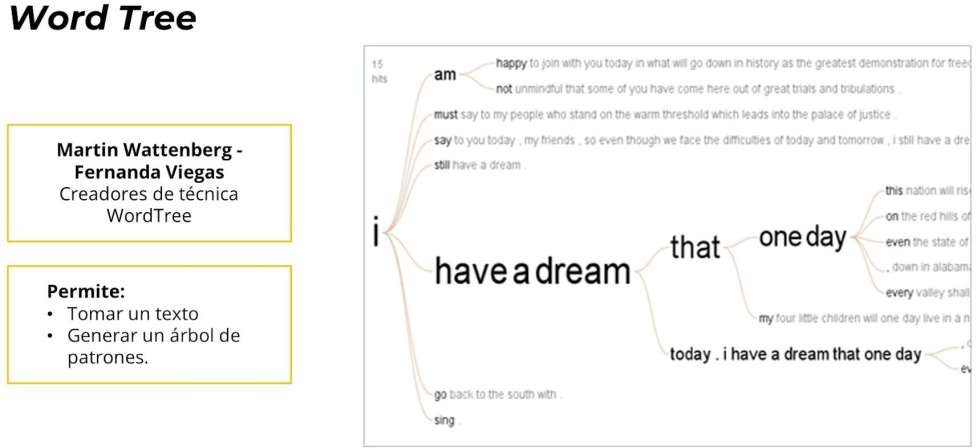 Word Tree
Martin Wattenberg -
Fernanda Viegas
Creadores de técnica
WordTree
Permite:
• Tomar un texto
• Generar un árbol de
patrones.
15
hits
i
am
happy to join with you today in what will go down in history as the greatest demonstration for free
not unmindful that some of you have come here out of great trials and tribulations .
must say to my people who stand on the warm threshold which leads into the palace of justice .
say to you today , my friends , so even though we face the difficulties of today and tomorrow , i still have a dre
still have a dream .
have a dream
that
one day
this nation will rise
on the red hills of
even the state of
, down in alabama
every valley shall
my four little children will one day live in a n
today . i have a dream that one day
,
ev
go back to the south with .
sing .